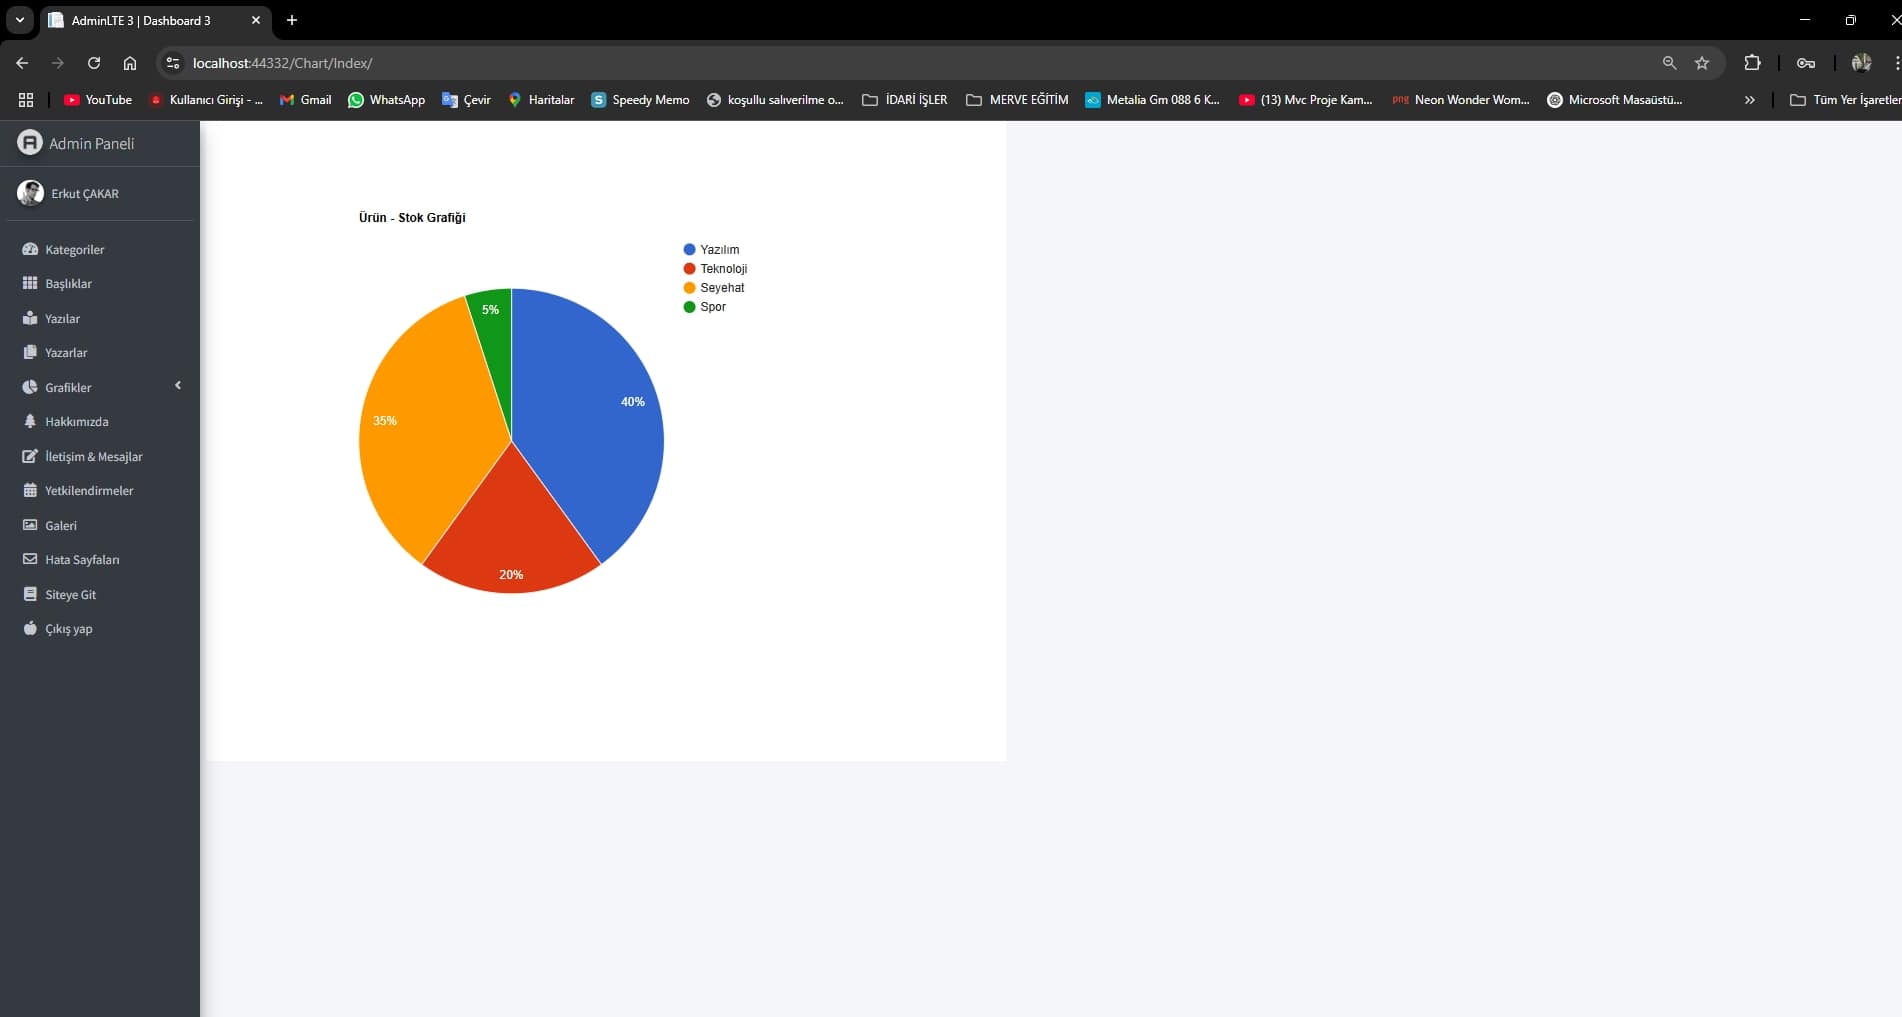 AdminLTE 3 | Dashboard 3
localhost:44332/Chart/Index/
YouTube
Kullanıcı Girişi - ...
Gmail
WhatsApp
Çevir
Haritalar
Speedy Memo
koşullu salıverilme o...
İDARİ İŞLER
MERVE EĞİTİM
Metalia Gm 088 6 K...
(13) Mvc Proje Kam...
png Neon Wonder Wom...
Microsoft Masaüstü...
Tüm Yer İşaretler
Admin Paneli
Erkut ÇAKAR
Kategoriler
Başlıklar
Yazılar
Yazarlar
Grafikler
Hakkımızda
İletişim & Mesajlar
Yetkilendirmeler
Galeri
Hata Sayfaları
Siteye Git
Çıkış yap
Ürün - Stok Grafiği
Yazılım
Teknoloji
Seyehat
Spor
5%
40%
35%
20%